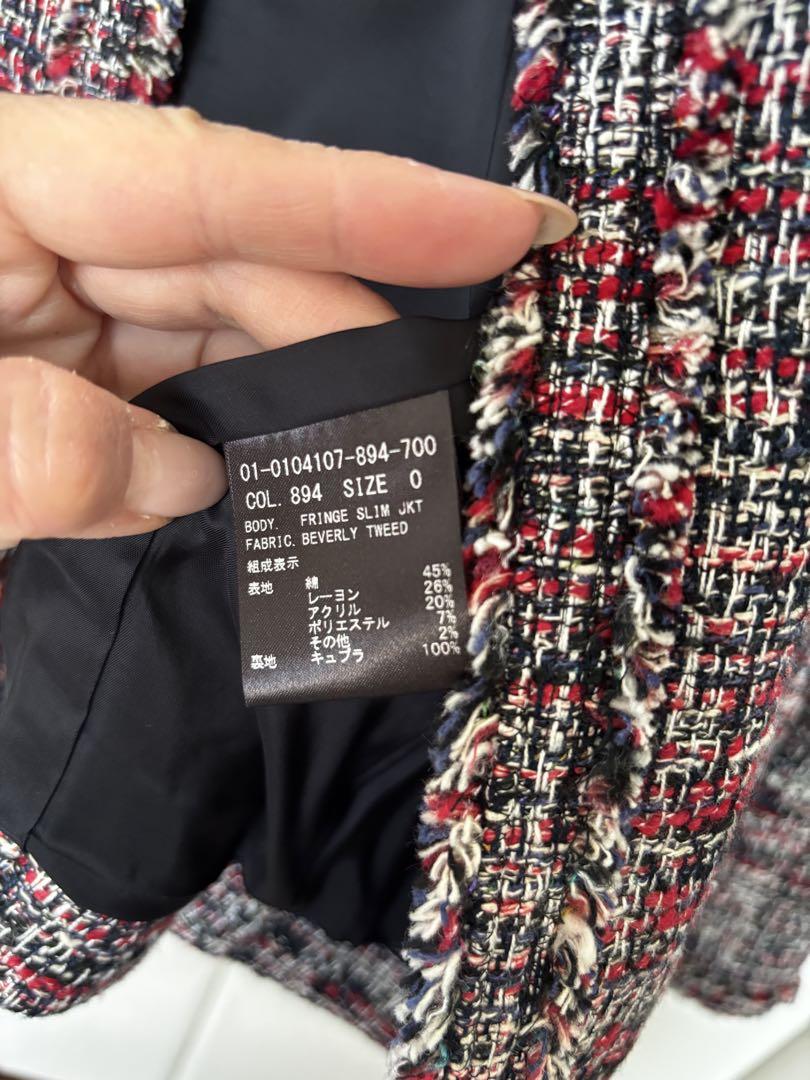 01-0104107-894-700
COL. 894 SIZE 0
BODY. FRINGE SLIM JKT
FABRIC. BEVERLY TWEED
組成表示
表地 綿 45%
レーヨン 26%
アクリル 20%
ポリエステル 7%
その他 2%
裏地 キュプラ 100%